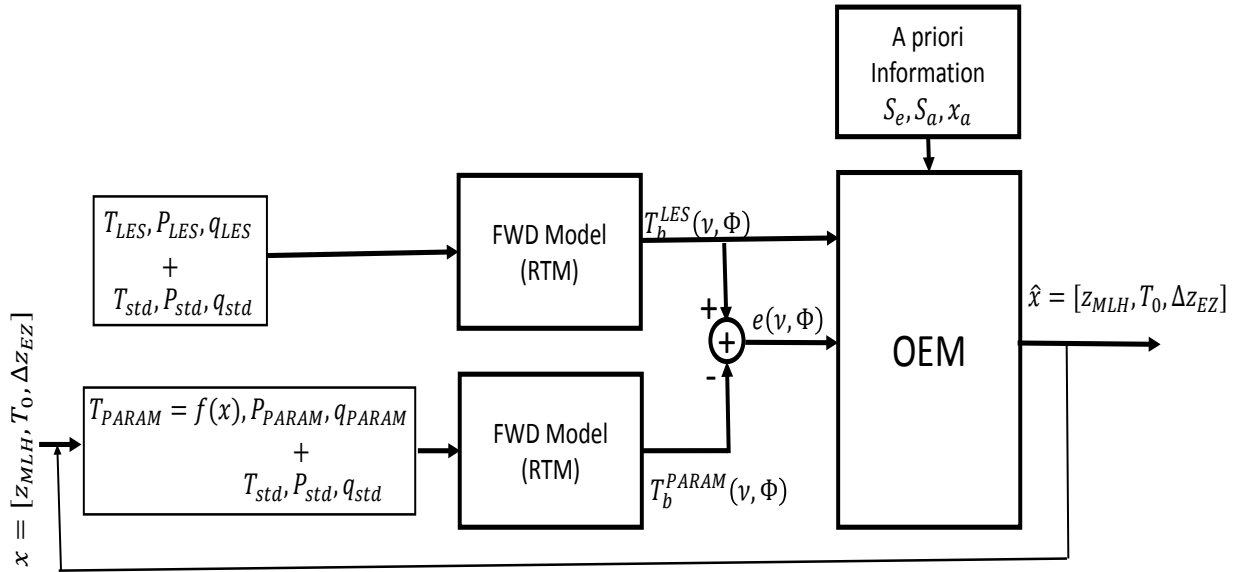 A priori
Information
S_e, S_a, x_a
T_LES, P_LES, q_LES
+
T_std, P_std, q_std
FWD Model
(RTM)
T_b^LES(ν, Φ)
+
+
-
e(ν, Φ)
OEM
x̂ = [z_MLH, T_0, Δz_EZ]
x = [z_MLH, T_0, Δz_EZ]
T_PARAM = f(x), P_PARAM, q_PARAM
+
T_std, P_std, q_std
FWD Model
(RTM)
T_b^PARAM(ν, Φ)